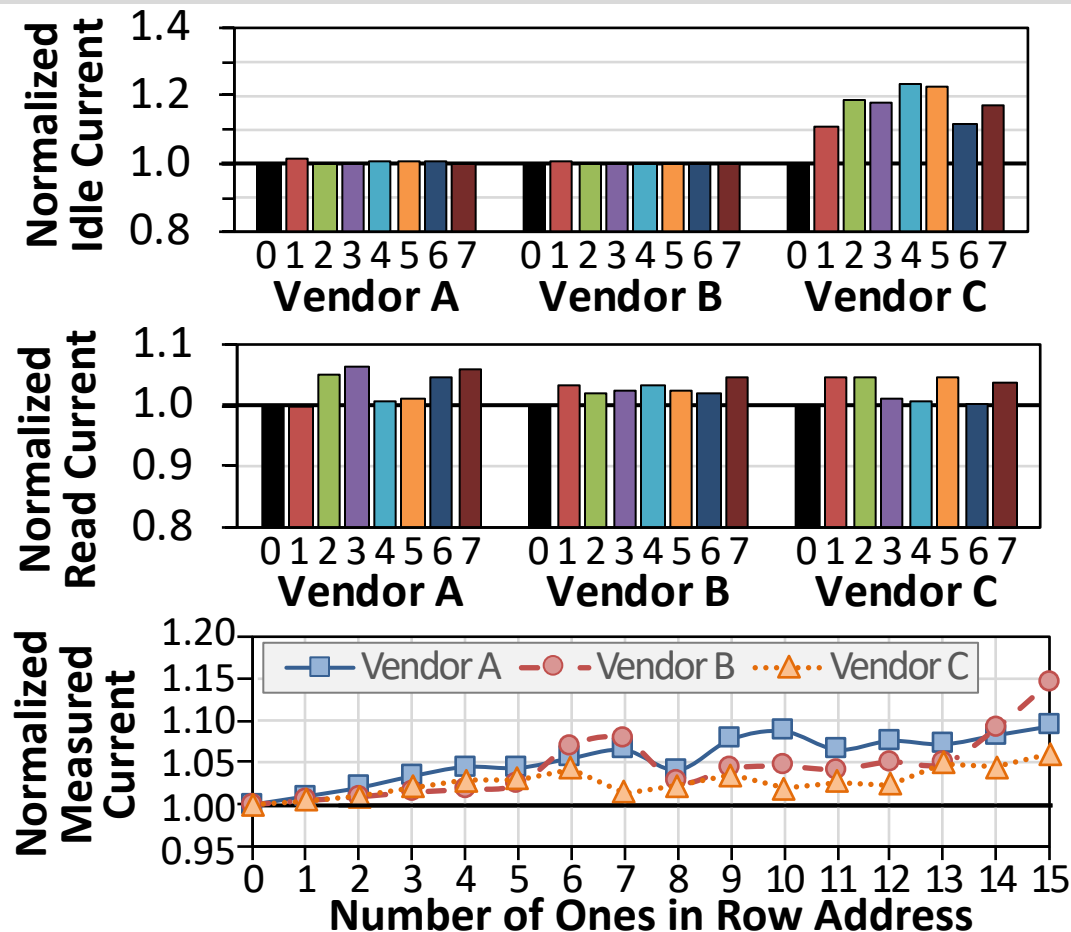 Normalized
Idle Current
1.4
1.2
1.0
0.8
0 1 2 3 4 5 6 7 0 1 2 3 4 5 6 7 0 1 2 3 4 5 6 7
Vendor A Vendor B Vendor C
Normalized
Read Current
1.1
1.0
0.9
0.8
0 1 2 3 4 5 6 7 0 1 2 3 4 5 6 7 0 1 2 3 4 5 6 7
Vendor A Vendor B Vendor C
Normalized
Measured
Current
1.20
1.15
1.10
1.05
1.00
0.95
Vendor A Vendor B Vendor C
0 1 2 3 4 5 6 7 8 9 10 11 12 13 14 15
Number of Ones in Row Address